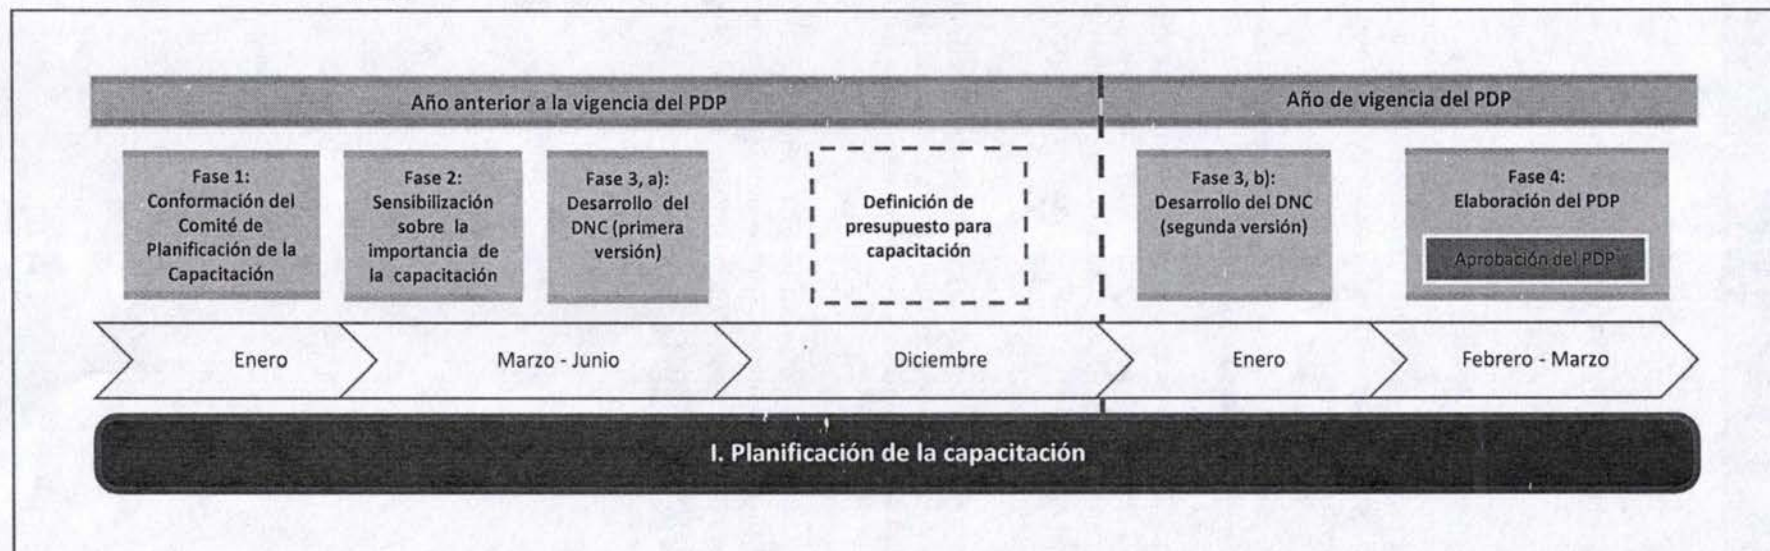 Año anterior a la vigencia del PDP
Año de vigencia del PDP
Fase 1:
Conformación del
Comité de
Planificación de la
Capacitación
Fase 2:
Sensibilización
sobre la
importancia de
la capacitación
Fase 3, a):
Desarrollo del
DNC (primera
versión)
Definición de
presupuesto para
capacitación
Fase 3, b):
Desarrollo del DNC
(segunda versión)
Fase 4:
Elaboración del PDP
Aprobación del PDP
Enero
Marzo - Junio
Diciembre
Enero
Febrero - Marzo
I. Planificación de la capacitación